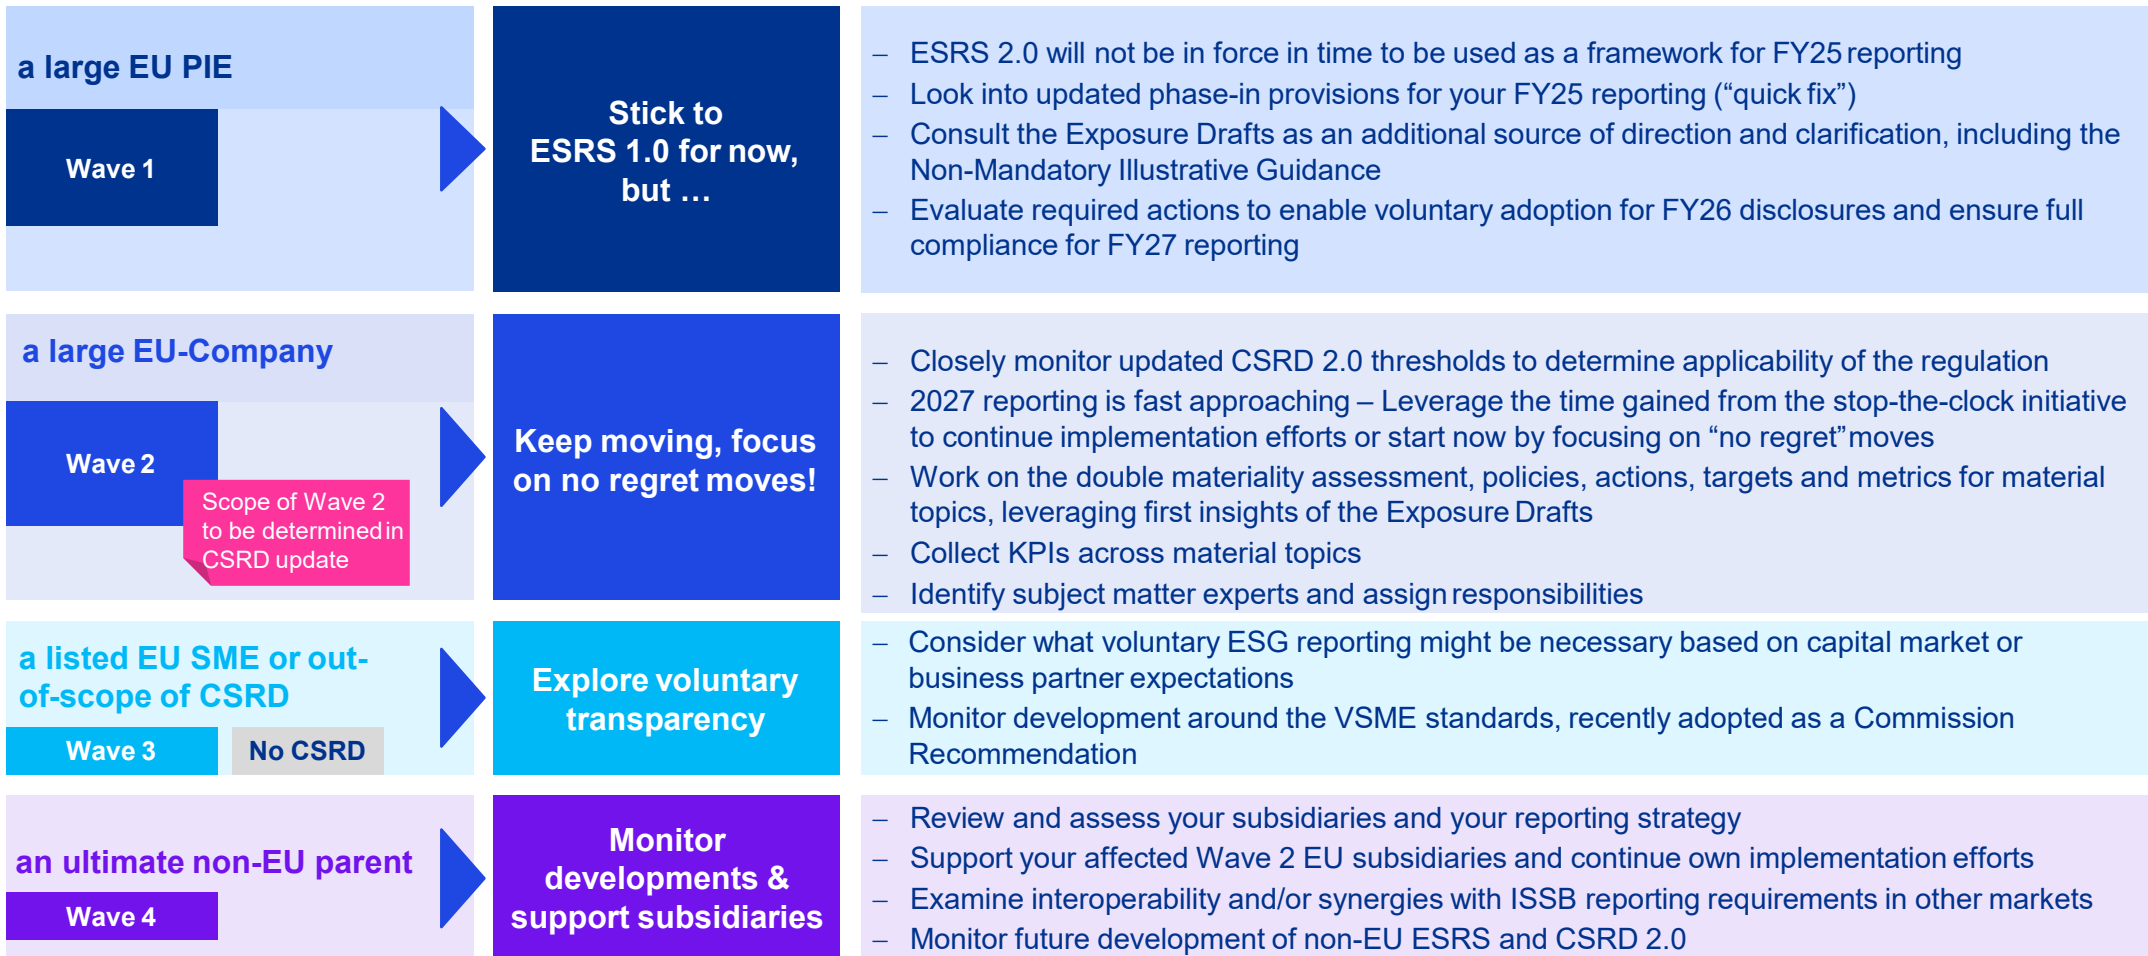 a large EU PIE
Wave 1
Stick to
ESRS 1.0 for now,
but …
– ESRS 2.0 will not be in force in time to be used as a framework for FY25 reporting
– Look into updated phase-in provisions for your FY25 reporting (“quick fix”)
– Consult the Exposure Drafts as an additional source of direction and clarification, including the
Non-Mandatory Illustrative Guidance
– Evaluate required actions to enable voluntary adoption for FY26 disclosures and ensure full
compliance for FY27 reporting
a large EU-Company
Wave 2
Scope of Wave 2
to be determined in
CSRD update
Keep moving, focus
on no regret moves!
– Closely monitor updated CSRD 2.0 thresholds to determine applicability of the regulation
– 2027 reporting is fast approaching – Leverage the time gained from the stop-the-clock initiative
to continue implementation efforts or start now by focusing on “no regret” moves
– Work on the double materiality assessment, policies, actions, targets and metrics for material
topics, leveraging first insights of the Exposure Drafts
– Collect KPIs across material topics
– Identify subject matter experts and assign responsibilities
a listed EU SME or out-
of-scope of CSRD
Wave 3
No CSRD
Explore voluntary
transparency
– Consider what voluntary ESG reporting might be necessary based on capital market or
business partner expectations
– Monitor development around the VSME standards, recently adopted as a Commission
Recommendation
an ultimate non-EU parent
Wave 4
Monitor
developments &
support subsidiaries
– Review and assess your subsidiaries and your reporting strategy
– Support your affected Wave 2 EU subsidiaries and continue own implementation efforts
– Examine interoperability and/or synergies with ISSB reporting requirements in other markets
– Monitor future development of non-EU ESRS and CSRD 2.0